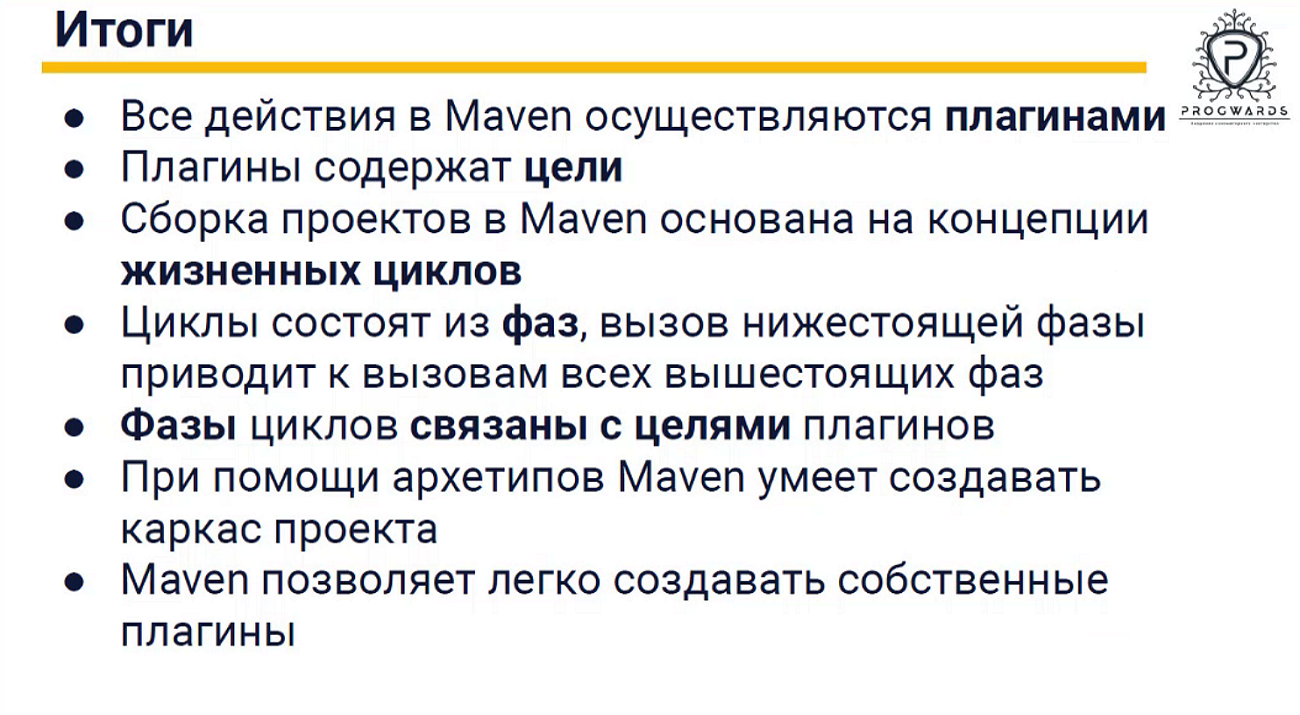 Итоги
PROGWARDS
● Все действия в Maven осуществляются плагинами
● Плагины содержат цели
● Сборка проектов в Maven основана на концепции
жизненных циклов
● Циклы состоят из фаз, вызов нижестоящей фазы
приводит к вызовам всех вышестоящих фаз
● Фазы циклов связаны с целями плагинов
● При помощи архетипов Maven умеет создавать
каркас проекта
● Maven позволяет легко создавать собственные
плагины